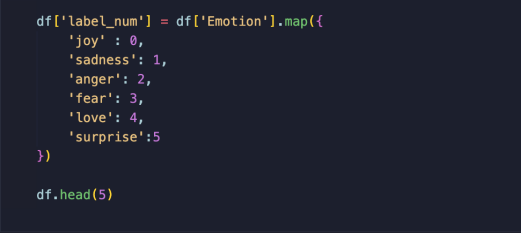 df['label_num'] = df['Emotion'].map({
    'joy' : 0,
    'sadness': 1,
    'anger': 2,
    'fear': 3,
    'love': 4,
    'surprise':5
})

df.head(5)